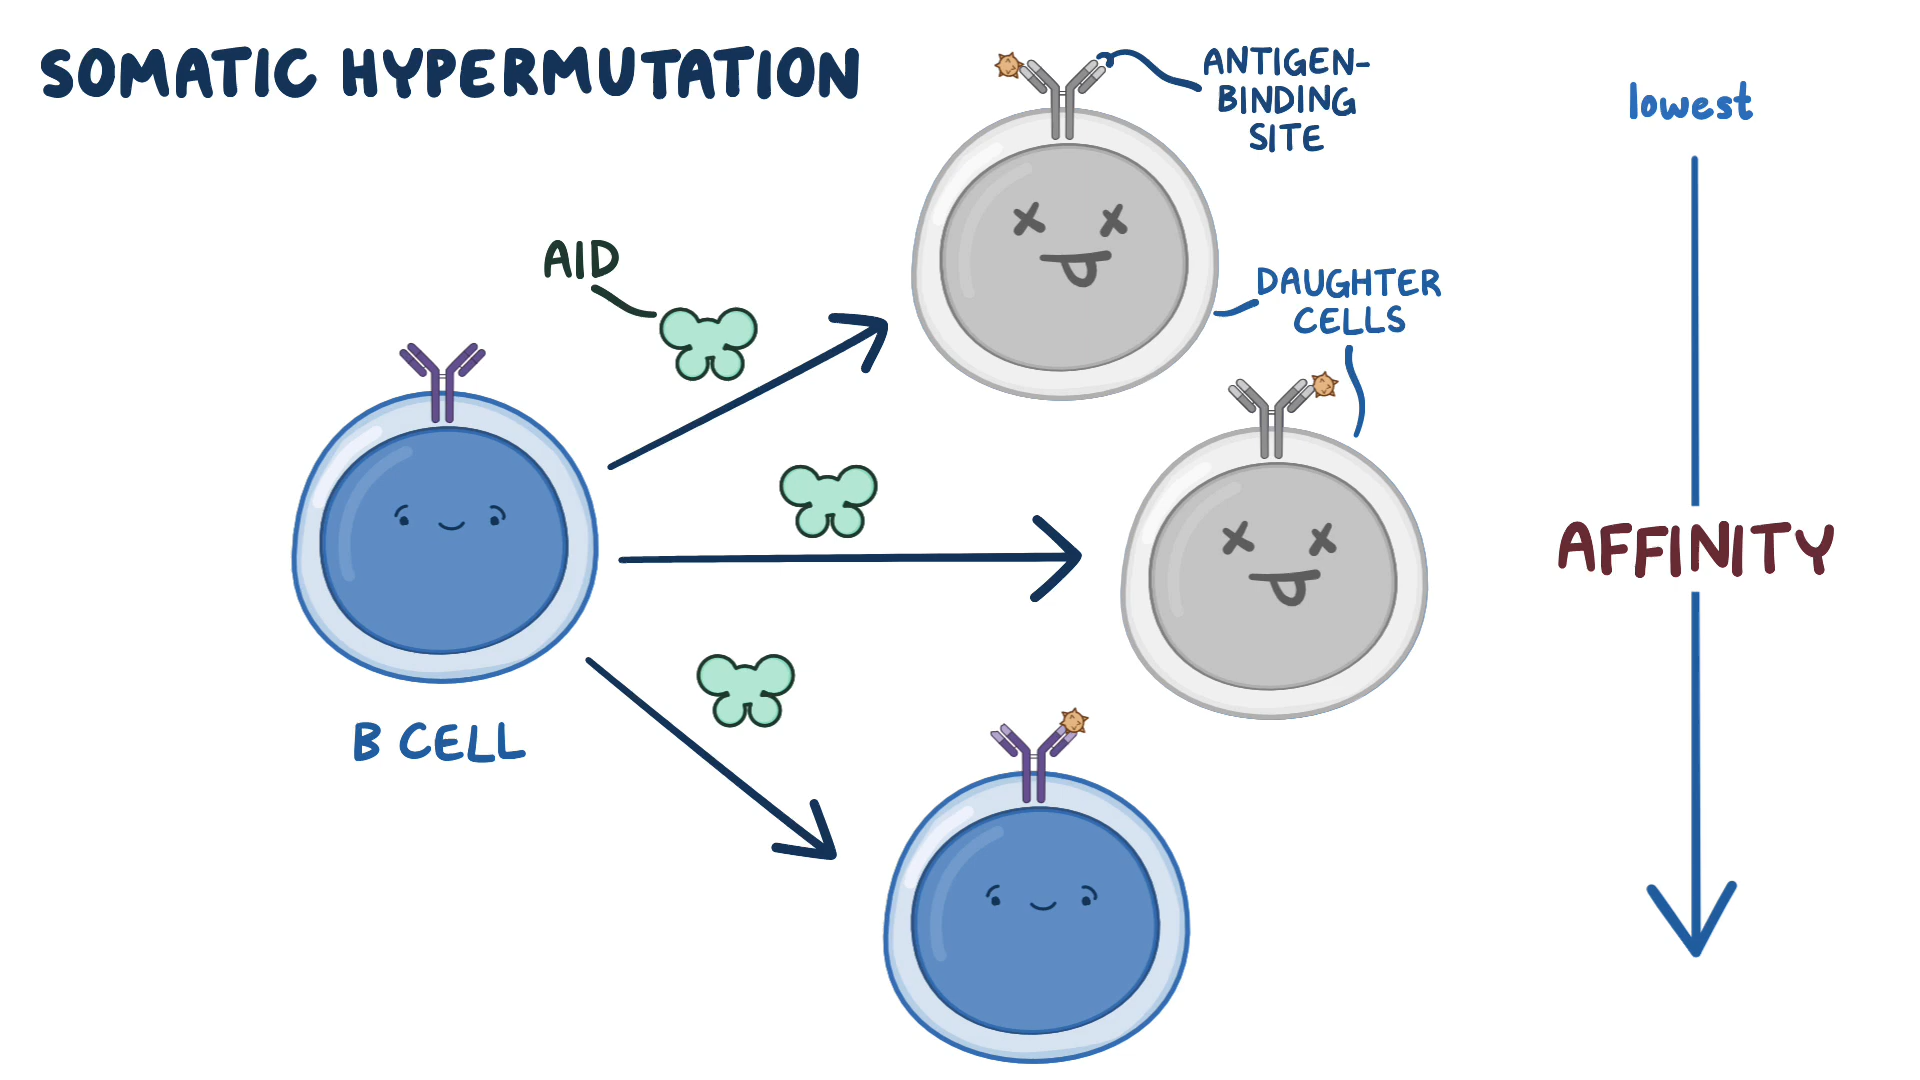 SOMATIC HYPERMUTATION
ANTIGEN-
BINDING
SITE
lowest
AID
DAUGHTER
CELLS
AFFINITY
B CELL